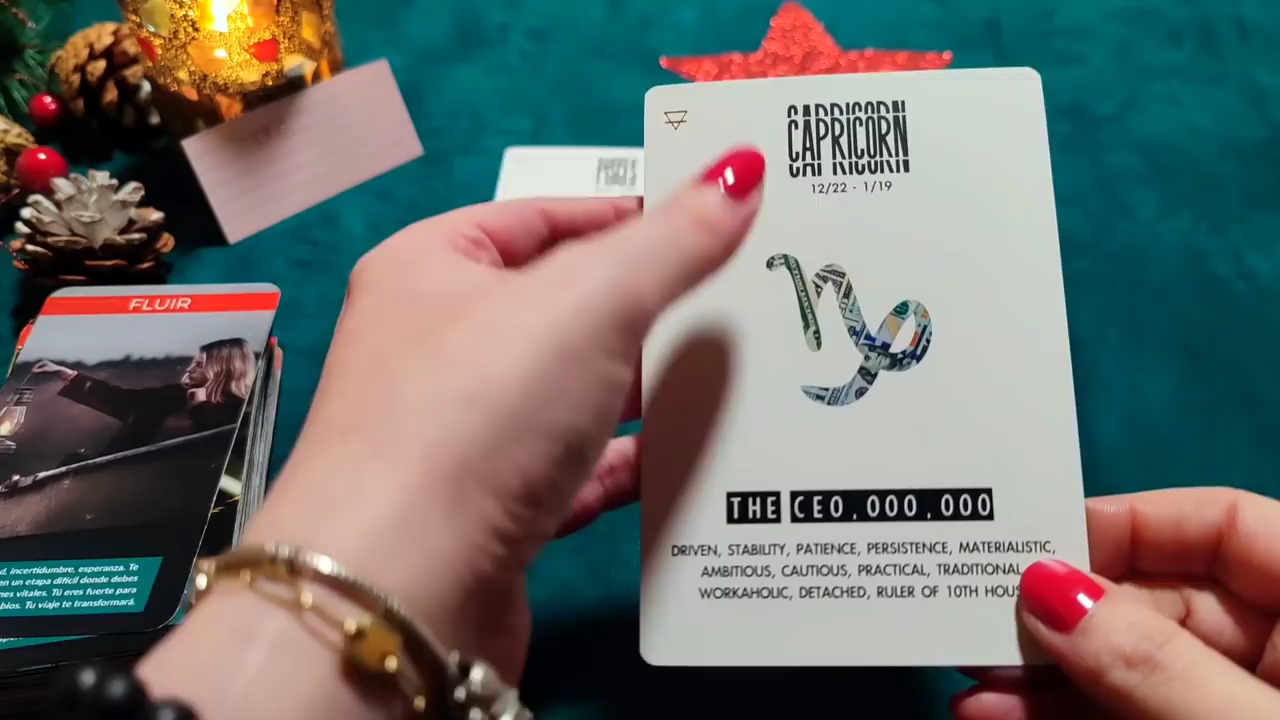 CAPRICORN
12/22 - 1/19
THE CEO,000,000
DRIVEN, STABILITY, PATIENCE, PERSISTENCE, MATERIALISTIC,
AMBITIOUS, CAUTIOUS, PRACTICAL, TRADITIONAL
WORKAHOLIC, DETACHED, RULER OF 10TH HOUS
FLUIR
d, incertidumbre, esperanza. Te
en un etapa difícil donde debes
nes vitales. Tú eres fuerte para
bios. Tu viaje te transformará.